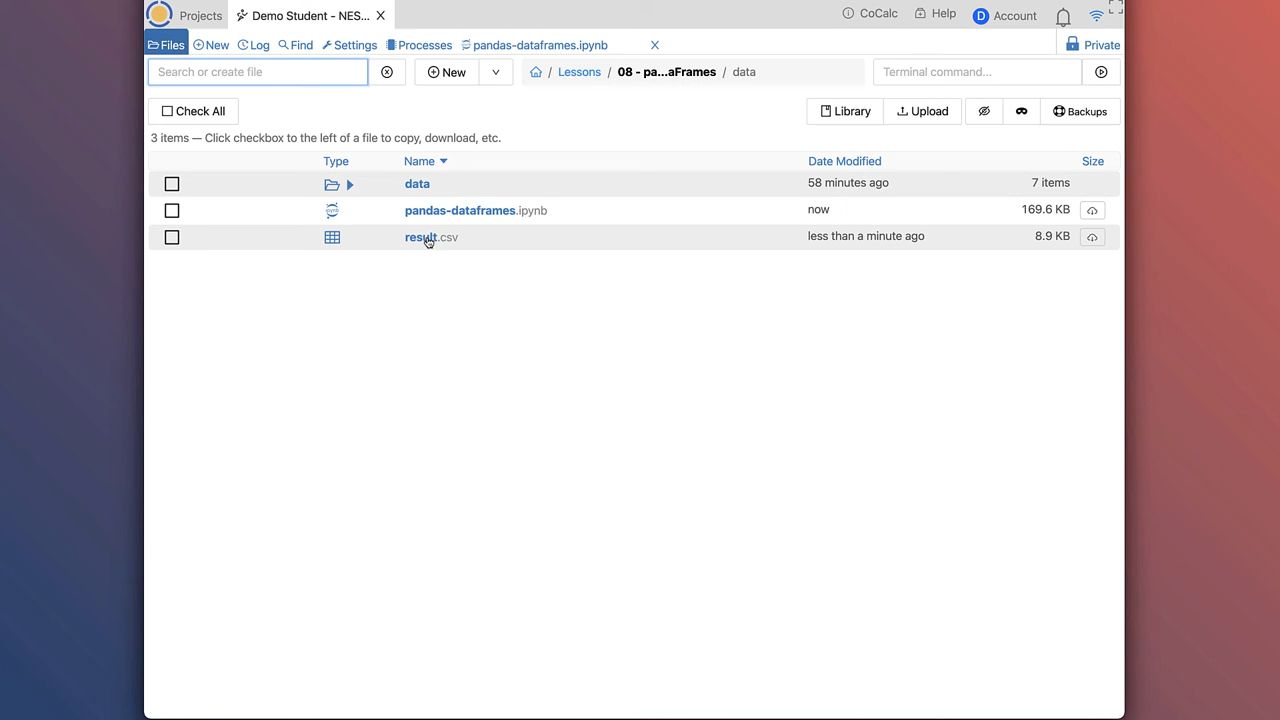 Projects Demo Student - NES... X CoCalc Help D Account
Files New Log Find Settings Processes pandas-dataframes.ipynb X Private
Search or create file New / Lessons / 08 - pa...aFrames / data Terminal command...
Check All Library Upload Backups
3 items — Click checkbox to the left of a file to copy, download, etc.
Type Name Date Modified Size
data 58 minutes ago 7 items
pandas-dataframes.ipynb now 169.6 KB
result.csv less than a minute ago 8.9 KB